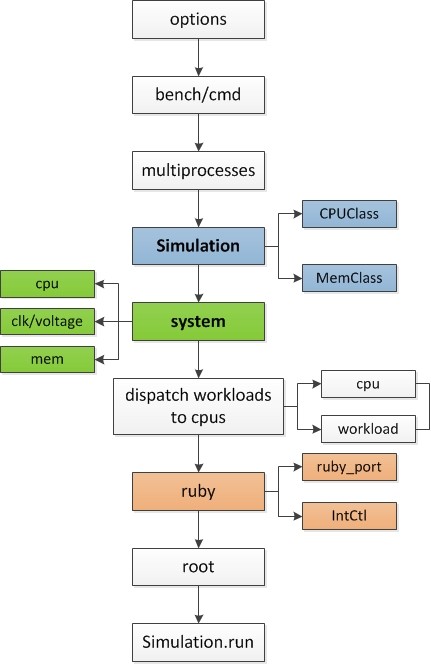 options
bench/cmd
multiprocesses
Simulation
CPUClass
MemClass
cpu
clk/voltage
mem
system
dispatch workloads
to cpus
cpu
workload
ruby
ruby_port
IntCtl
root
Simulation.run